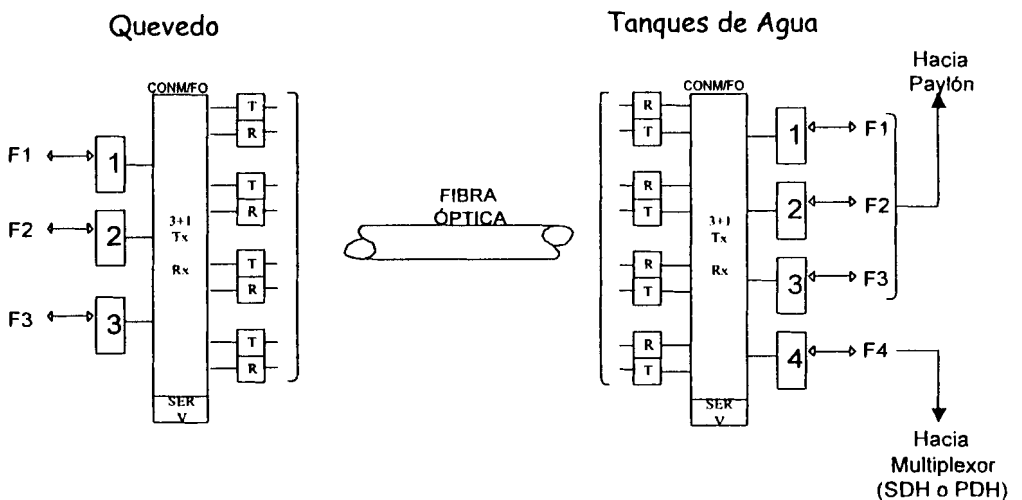 Quevedo
Tanques de Agua
Hacia
Paylón
CONM/FO
CONM/FO
T
R
F1
1
T
R
F2
2
3+1
Tx
Rx
T
R
F3
3
T
R
SER
V
FIBRA
ÓPTICA
R
T
1
F1
R
T
2
F2
3+1
Tx
Rx
R
T
3
F3
R
T
4
F4
SER
V
Hacia
Multiplexor
(SDH o PDH)